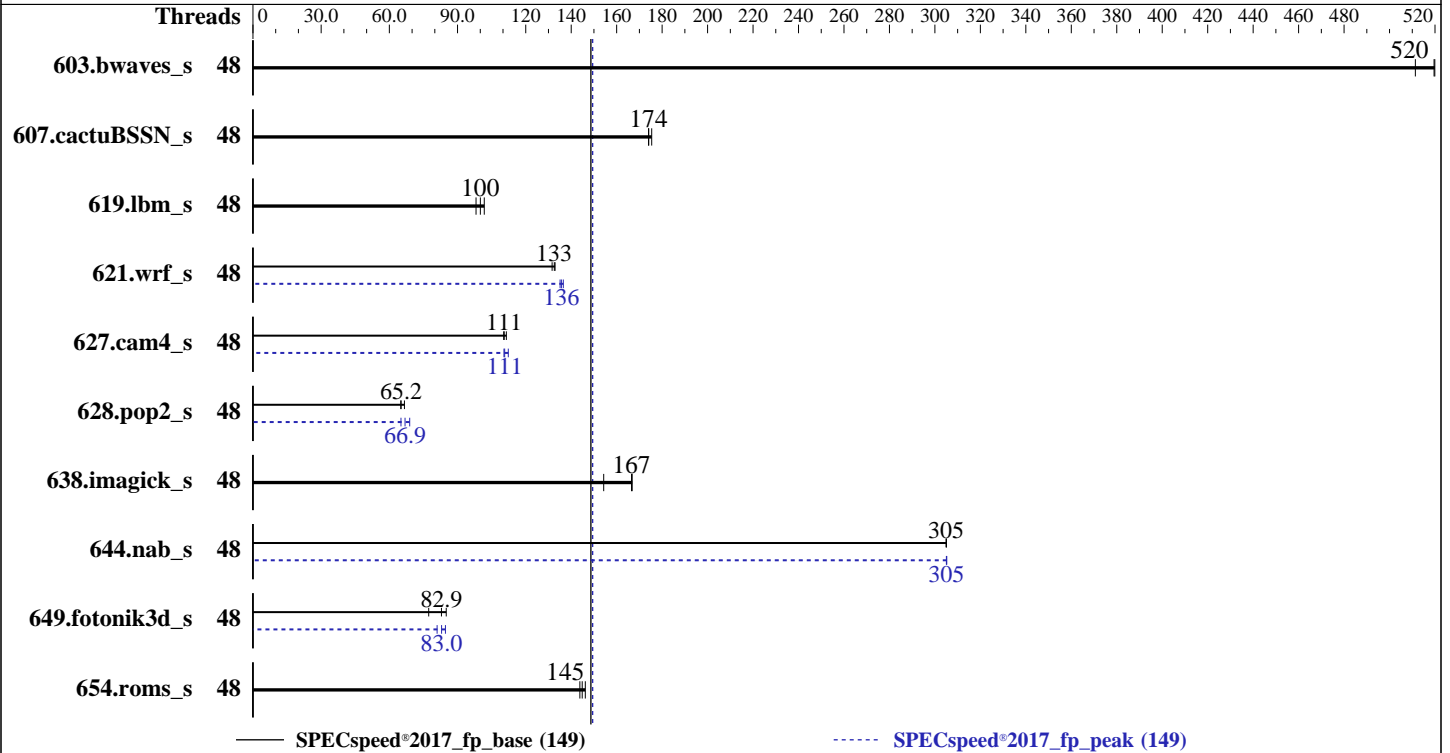 Threads 0 30.0 60.0 90.0 120 140 160 180 200 220 240 260 280 300 320 340 360 380 400 420 440 460 480 520
520
603.bwaves_s 48
174
607.cactuBSSN_s 48
100
619.lbm_s 48
133
621.wrf_s 48
136
111
627.cam4_s 48
111
65.2
628.pop2_s 48
66.9
167
638.imagick_s 48
305
644.nab_s 48
305
82.9
649.fotonik3d_s 48
83.0
145
654.roms_s 48
SPECspeed®2017_fp_base (149) SPECspeed®2017_fp_peak (149)